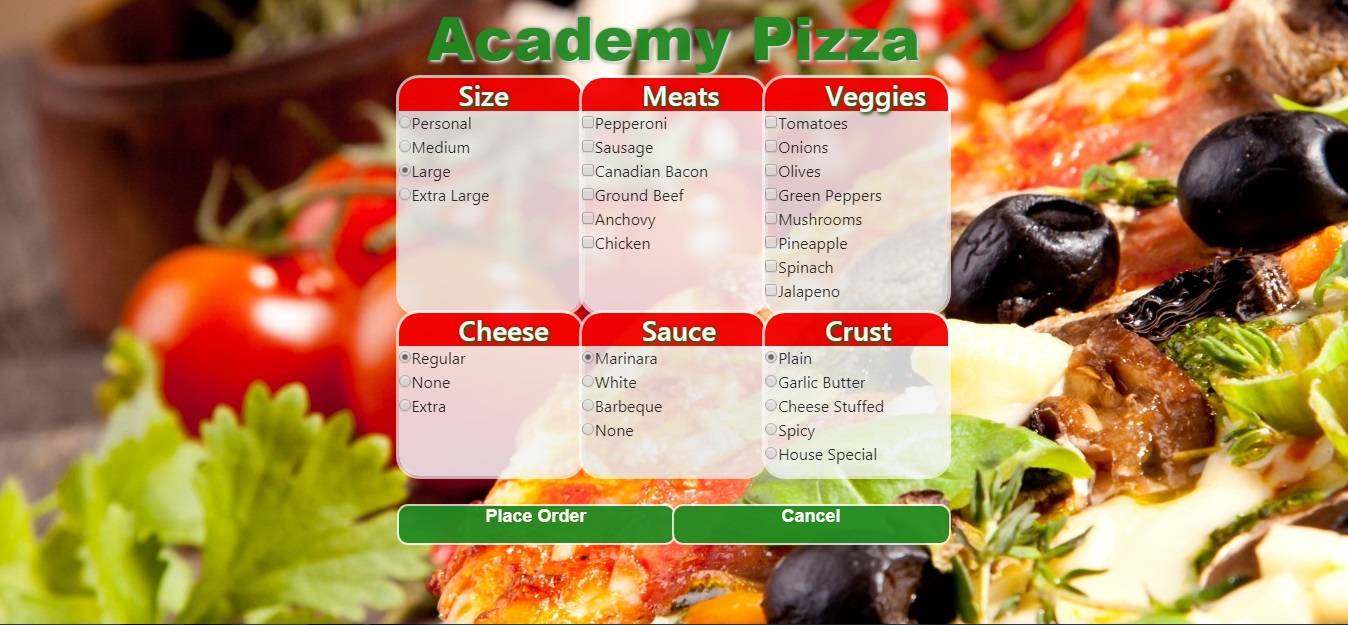 Academy Pizza
Size
Personal
Medium
Large
Extra Large
Meats
Pepperoni
Sausage
Canadian Bacon
Ground Beef
Anchovy
Chicken
Veggies
Tomatoes
Onions
Olives
Green Peppers
Mushrooms
Pineapple
Spinach
Jalapeno
Cheese
Regular
None
Extra
Sauce
Marinara
White
Barbeque
None
Crust
Plain
Garlic Butter
Cheese Stuffed
Spicy
House Special
Place Order
Cancel